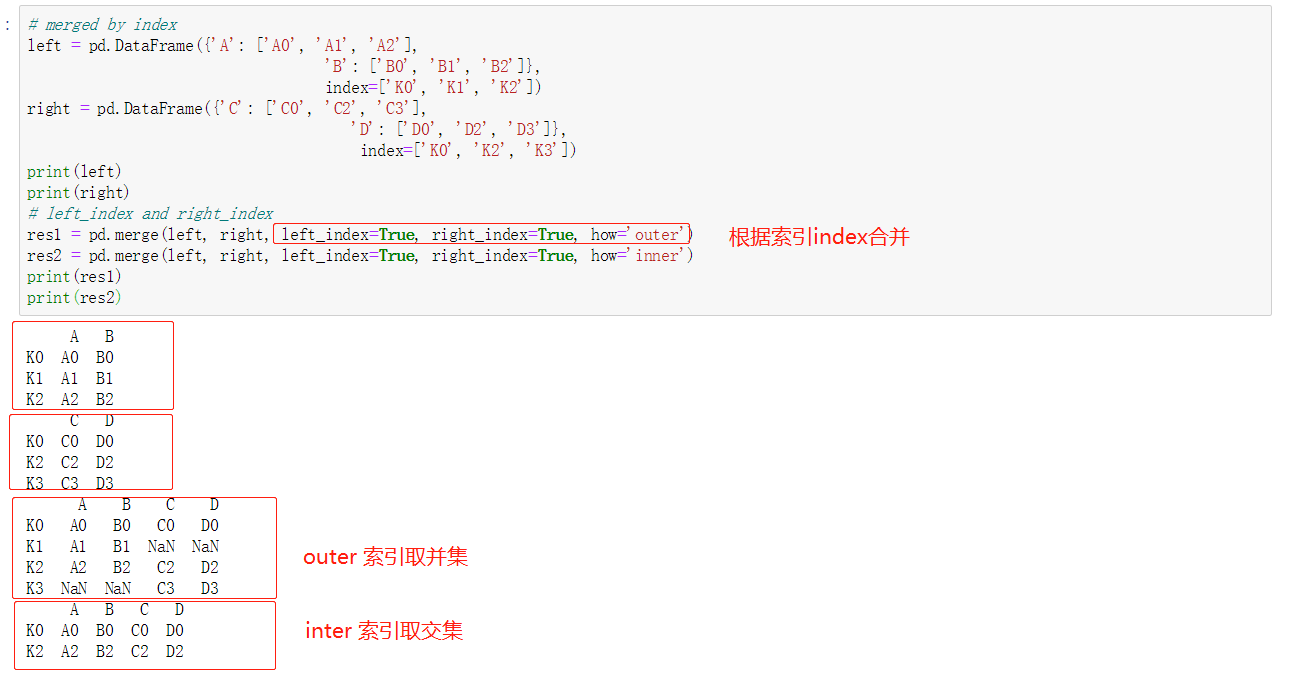 :
# merged by index
left = pd.DataFrame({'A': ['A0', 'A1', 'A2'],
'B': ['B0', 'B1', 'B2']},
index=['K0', 'K1', 'K2'])
right = pd.DataFrame({'C': ['C0', 'C2', 'C3'],
'D': ['D0', 'D2', 'D3']},
index=['K0', 'K2', 'K3'])
print(left)
print(right)
# left_index and right_index
res1 = pd.merge(left, right, left_index=True, right_index=True, how='outer')
根据索引index合并
res2 = pd.merge(left, right, left_index=True, right_index=True, how='inner')
print(res1)
print(res2)
A B
K0 A0 B0
K1 A1 B1
K2 A2 B2
C D
K0 C0 D0
K2 C2 D2
K3 C3 D3
A B C D
K0 A0 B0 C0 D0
K1 A1 B1 NaN NaN
K2 A2 B2 C2 D2
K3 NaN NaN C3 D3
outer 索引取并集
A B C D
K0 A0 B0 C0 D0
K2 A2 B2 C2 D2
inter 索引取交集